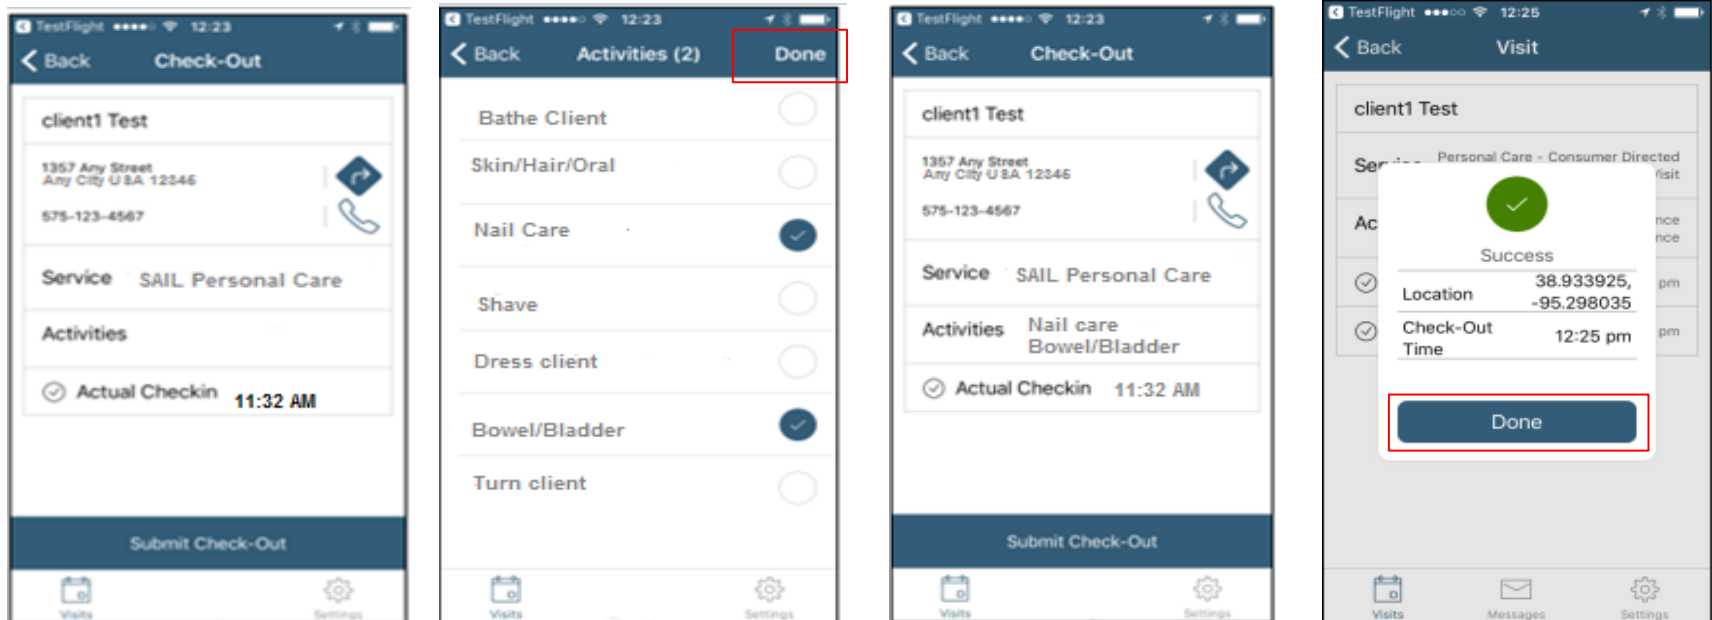 TestFlight 12:23
Back Check-Out
client1 Test
1357 Any Street
Any City USA 12346
575-123-4567
Service SAIL Personal Care
Activities
Actual Checkin 11:32 AM
Submit Check-Out
Visits Settings
TestFlight 12:23
Back Activities (2) Done
Bathe Client
Skin/Hair/Oral
Nail Care
Shave
Dress client
Bowel/Bladder
Turn client
Visits Settings
TestFlight 12:23
Back Check-Out
client1 Test
1357 Any Street
Any City USA 12346
575-123-4567
Service SAIL Personal Care
Activities Nail care
Bowel/Bladder
Actual Checkin 11:32 AM
Submit Check-Out
Visits Settings
TestFlight 12:25
Back Visit
client1 Test
Personal Care - Consumer Directed
Success
Location 38.933925,
-95.298035
Check-Out
Time 12:25 pm
pm
pm
Done
Visits Messages Settings